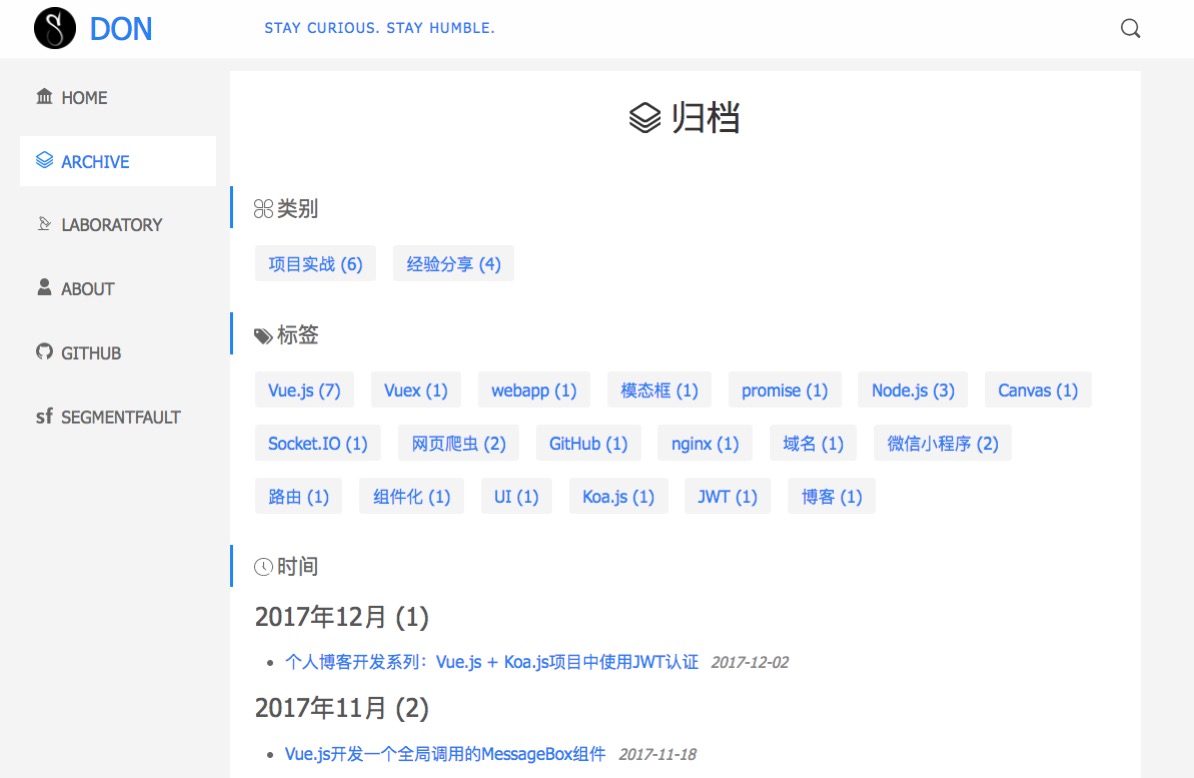 DON
STAY CURIOUS. STAY HUMBLE.
HOME
ARCHIVE
LABORATORY
ABOUT
GITHUB
sf SEGMENTFAULT
归档
类别
项目实战 (6) 经验分享 (4)
标签
Vue.js (7) Vuex (1) webapp (1) 模态框 (1) promise (1) Node.js (3) Canvas (1)
Socket.IO (1) 网页爬虫 (2) GitHub (1) nginx (1) 域名 (1) 微信小程序 (2)
路由 (1) 组件化 (1) UI (1) Koa.js (1) JWT (1) 博客 (1)
时间
2017年12月 (1)
个人博客开发系列：Vue.js + Koa.js项目中使用JWT认证 2017-12-02
2017年11月 (2)
Vue.js开发一个全局调用的MessageBox组件 2017-11-18